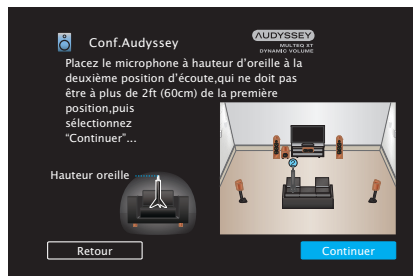 Conf.Audyssey
AUDYSSEY
MULTEQ XT
DYNAMIC VOLUME
Placez le microphone à hauteur d’oreille à la
deuxième position d’écoute,qui ne doit pas
être à plus de 2ft (60cm) de la première
position,puis
sélectionnez
“Continuer”...
Hauteur oreille
Retour
Continuer